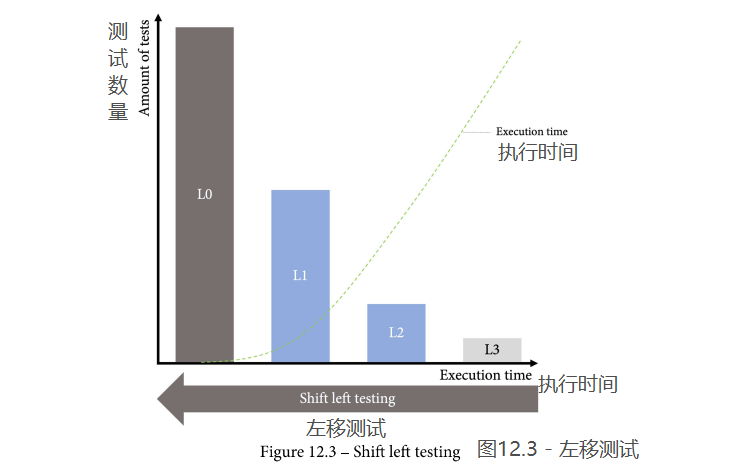 测试数量
Amount of tests
L0
L1
L2
L3
Execution time
执行时间
Execution time
执行时间
Shift left testing
左移测试
Figure 12.3 – Shift left testing
图12.3 - 左移测试